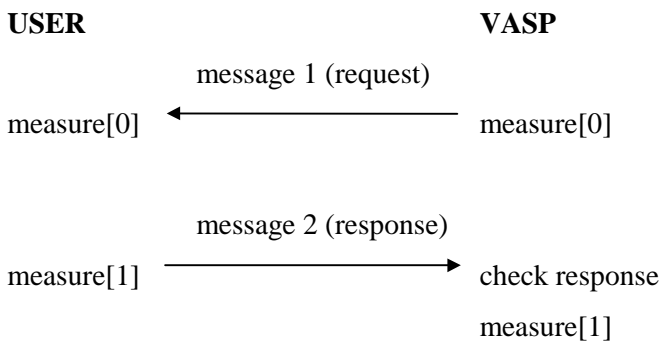 USER VASP
message 1 (request)
measure[0] measure[0]
message 2 (response)
measure[1] check response
measure[1]